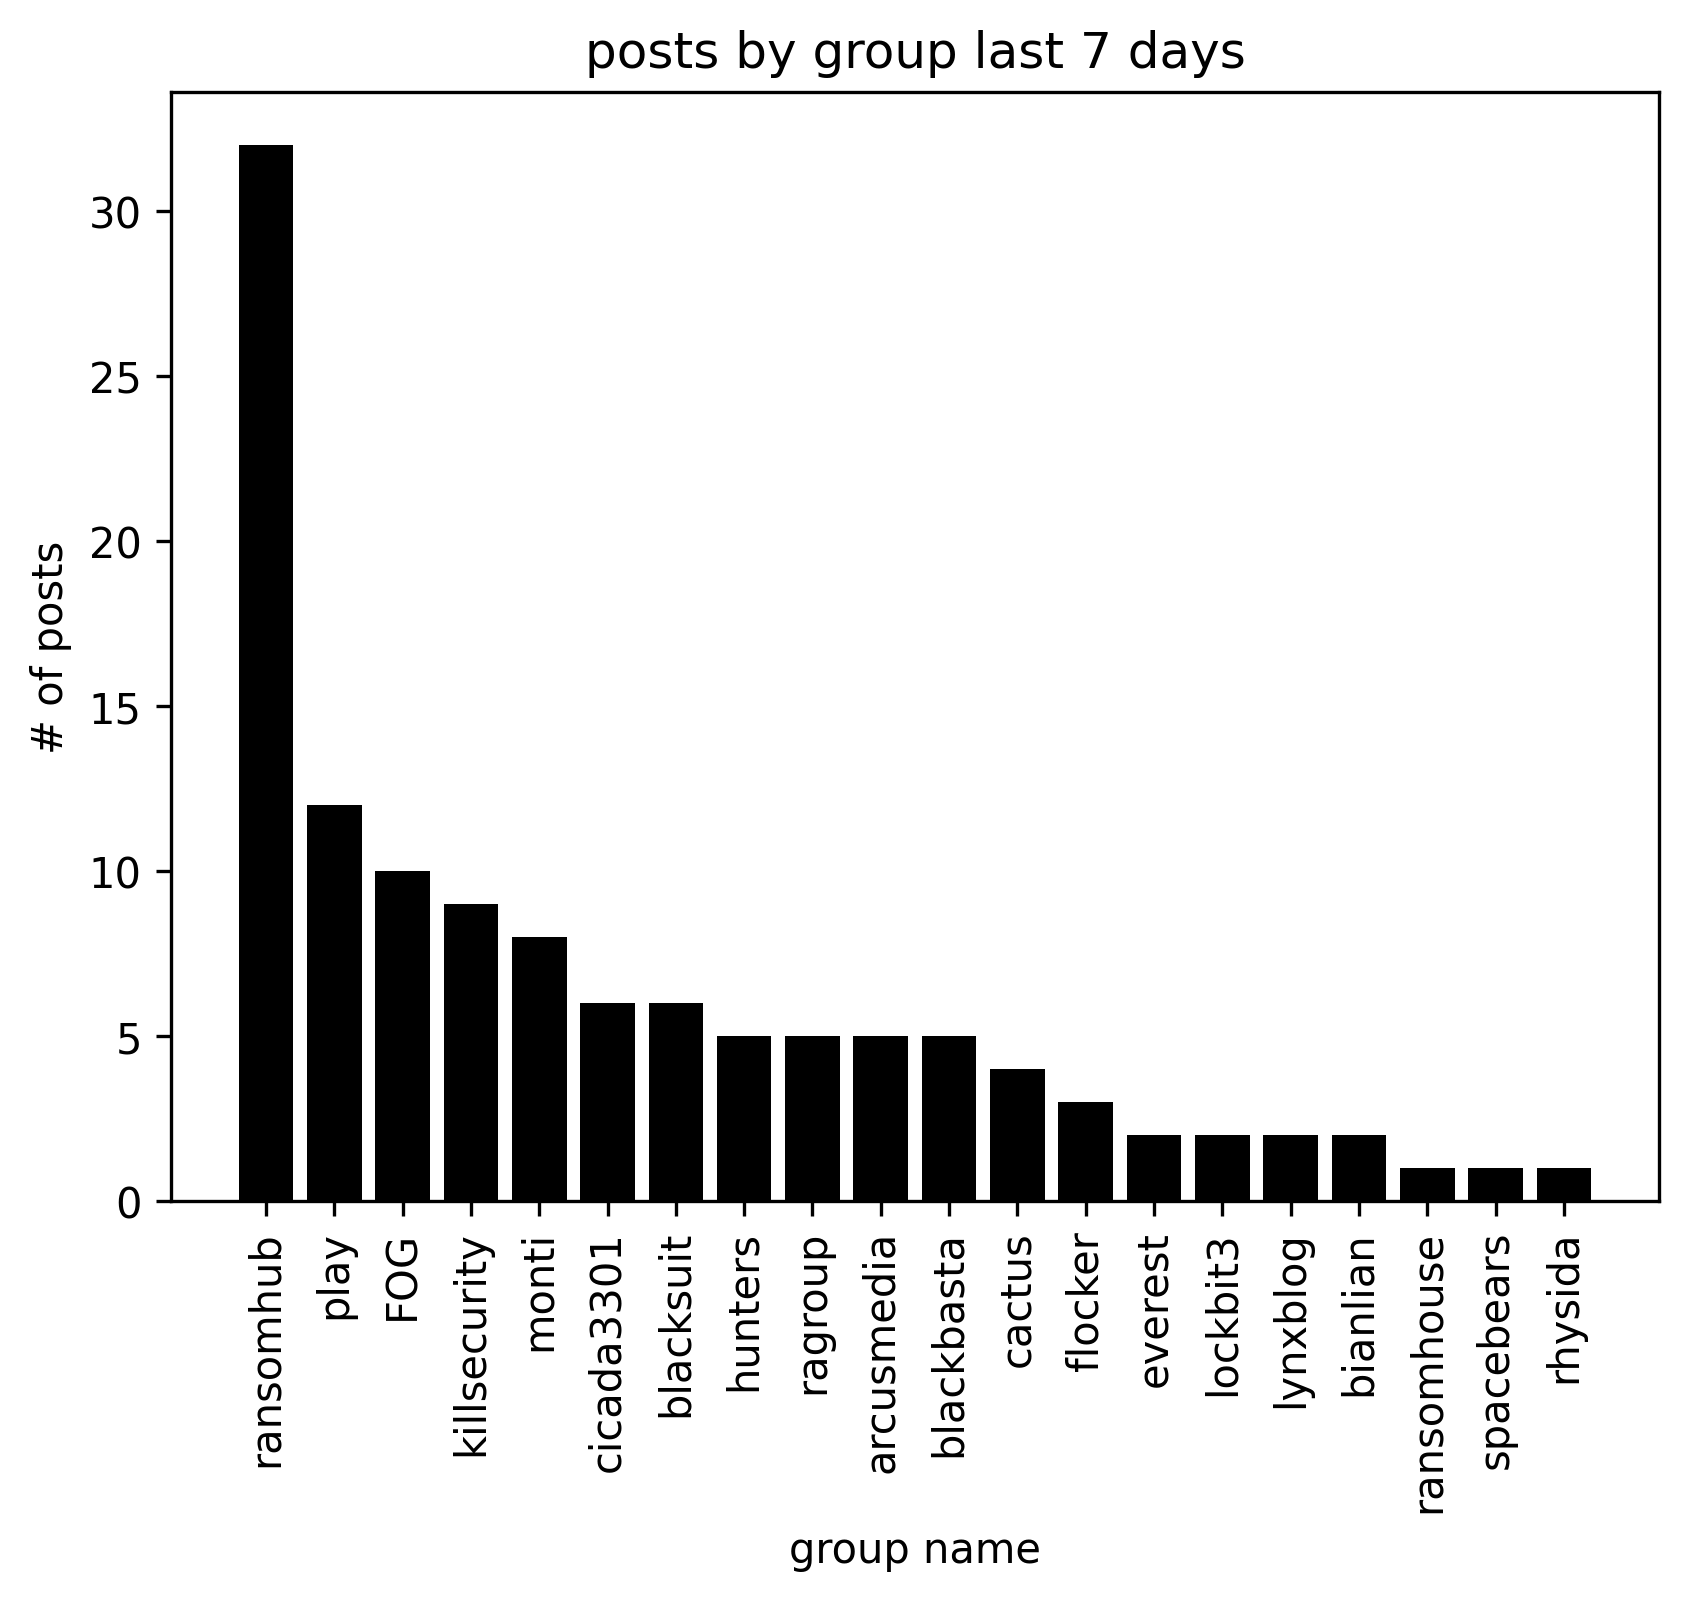 posts by group last 7 days
# of posts
30
25
20
15
10
5
0
ransomhub
play
FOG
killsecurity
monti
cicada3301
blacksuit
hunters
ragroup
arcusmedia
blackbasta
cactus
flocker
everest
lockbit3
lynxblog
bianlian
ransomhouse
spacebears
rhysida
group name